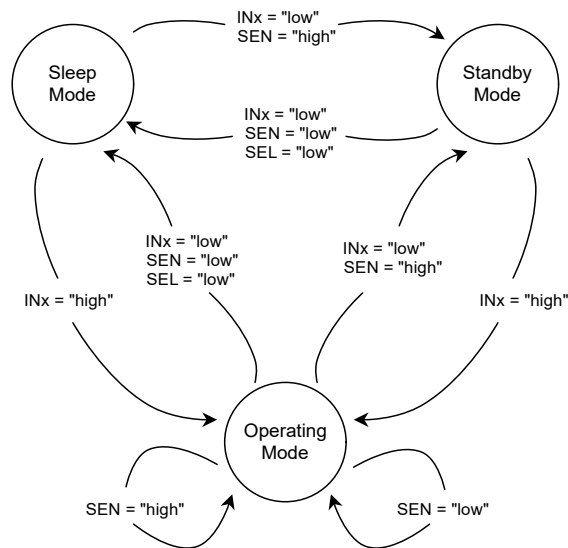 INx = "low"
SEN = "high"
Sleep
Mode
Standby
Mode
INx = "low"
SEN = "low"
SEL = "low"
INx = "low"
SEN = "low"
SEL = "low"
INx = "low"
SEN = "high"
INx = "high"
INx = "high"
Operating
Mode
SEN = "high"
SEN = "low"